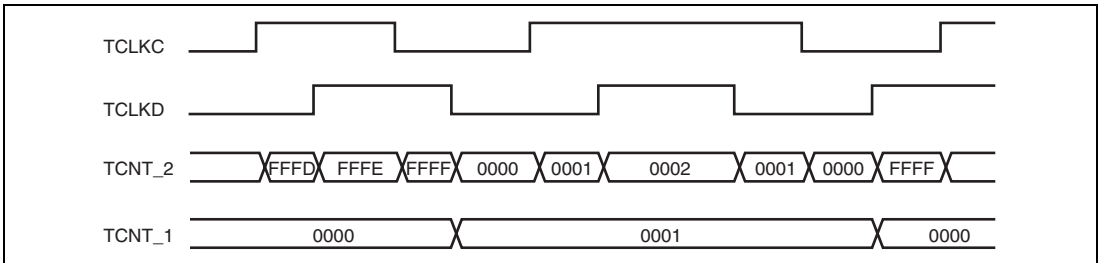 TCLKC
TCLKD
TCNT_2 FFFD FFFE FFFF 0000 0001 0002 0001 0000 FFFF
TCNT_1 0000 0001 0000